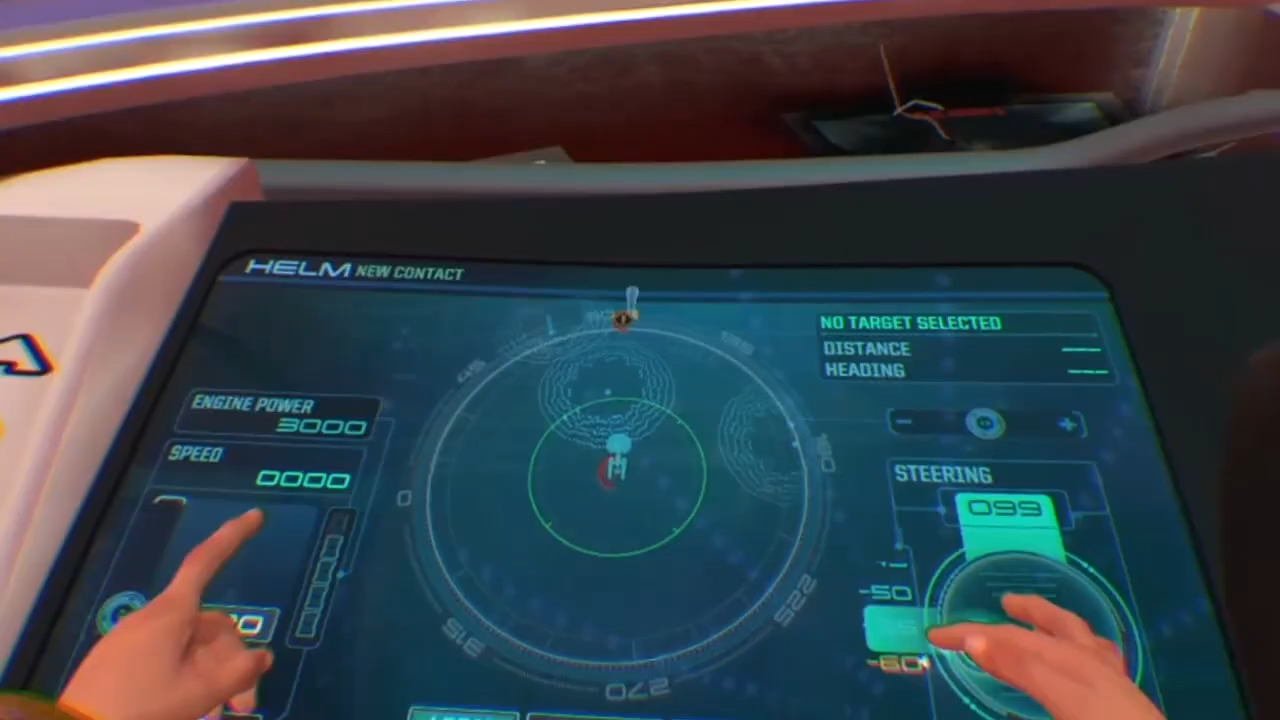 HELM NEW CONTACT
NO TARGET SELECTED
DISTANCE
HEADING
ENGINE POWER
3000
SPEED
0000
STEERING
099
-50
-60
45
0
315
270
225